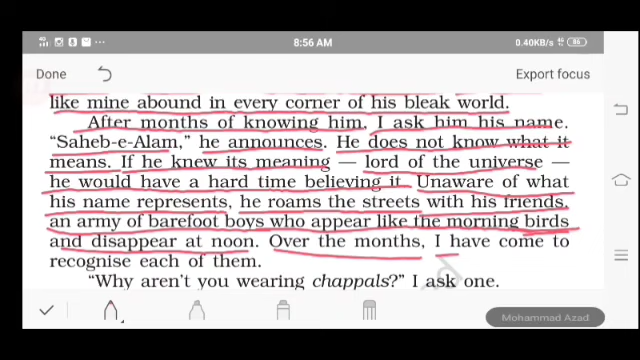 8:56 AM
0.40KB/s 4G 86
Done
Export focus
like mine abound in every corner of his bleak world.
After months of knowing him, I ask him his name.
“Saheb-e-Alam,” he announces. He does not know what it
means. If he knew its meaning — lord of the universe —
he would have a hard time believing it. Unaware of what
his name represents, he roams the streets with his friends,
an army of barefoot boys who appear like the morning birds
and disappear at noon. Over the months, I have come to
recognise each of them.
“Why aren’t you wearing chappals?” I ask one.
Mohammad Azad